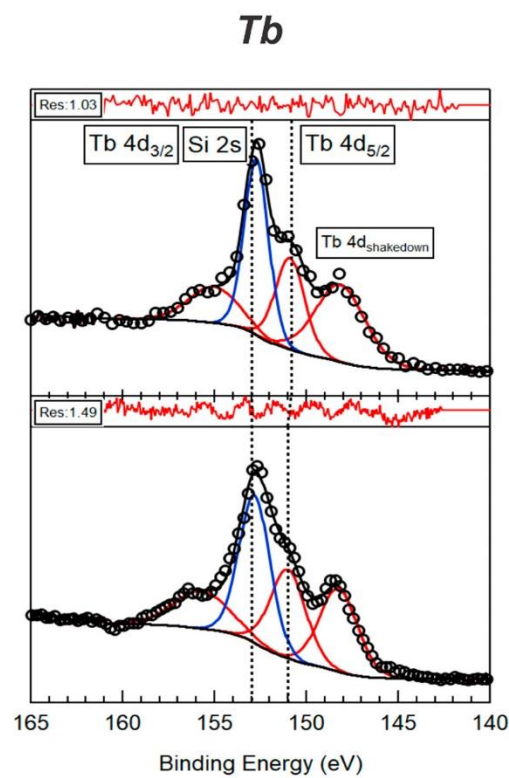 Tb
Res:1.03
Tb 4d3/2 Si 2s Tb 4d5/2
Tb 4dshakedown
Res:1.49
165 160 155 150 145 140
Binding Energy (eV)